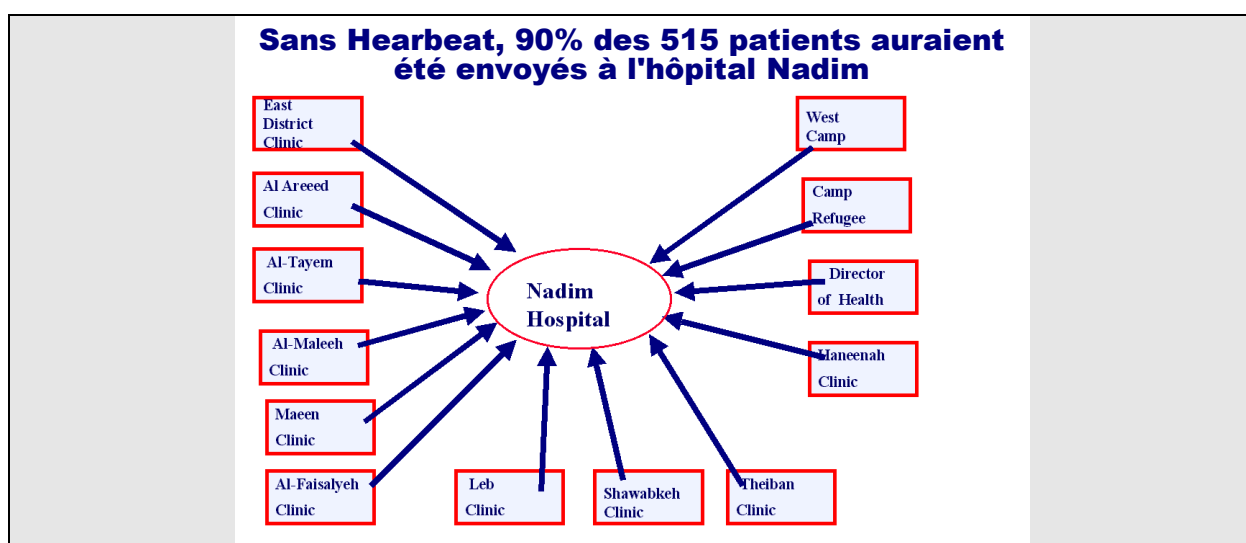 Sans Hearbeat, 90% des 515 patients auraient
été envoyés à l'hôpital Nadim
East
District
Clinic
West
Camp
Al Areeed
Clinic
Camp
Refugee
Al-Tayem
Clinic
Director
of Health
Nadim
Hospital
Al-Maleeh
Clinic
Haneenah
Clinic
Maeen
Clinic
Al-Faisalyeh
Clinic
Leb
Clinic
Shawabkeh
Clinic
Theiban
Clinic